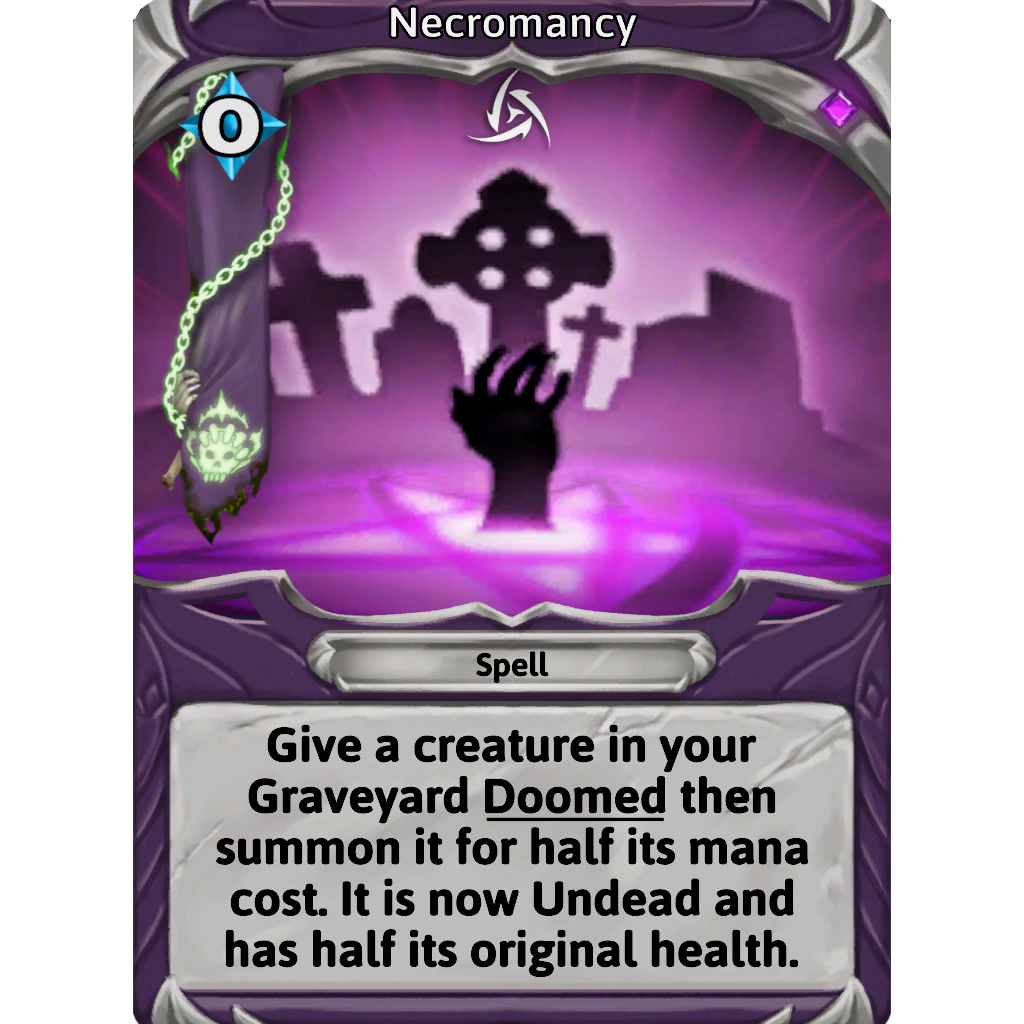 Necromancy
0
Spell
Give a creature in your
Graveyard Doomed then
summon it for half its mana
cost. It is now Undead and
has half its original health.